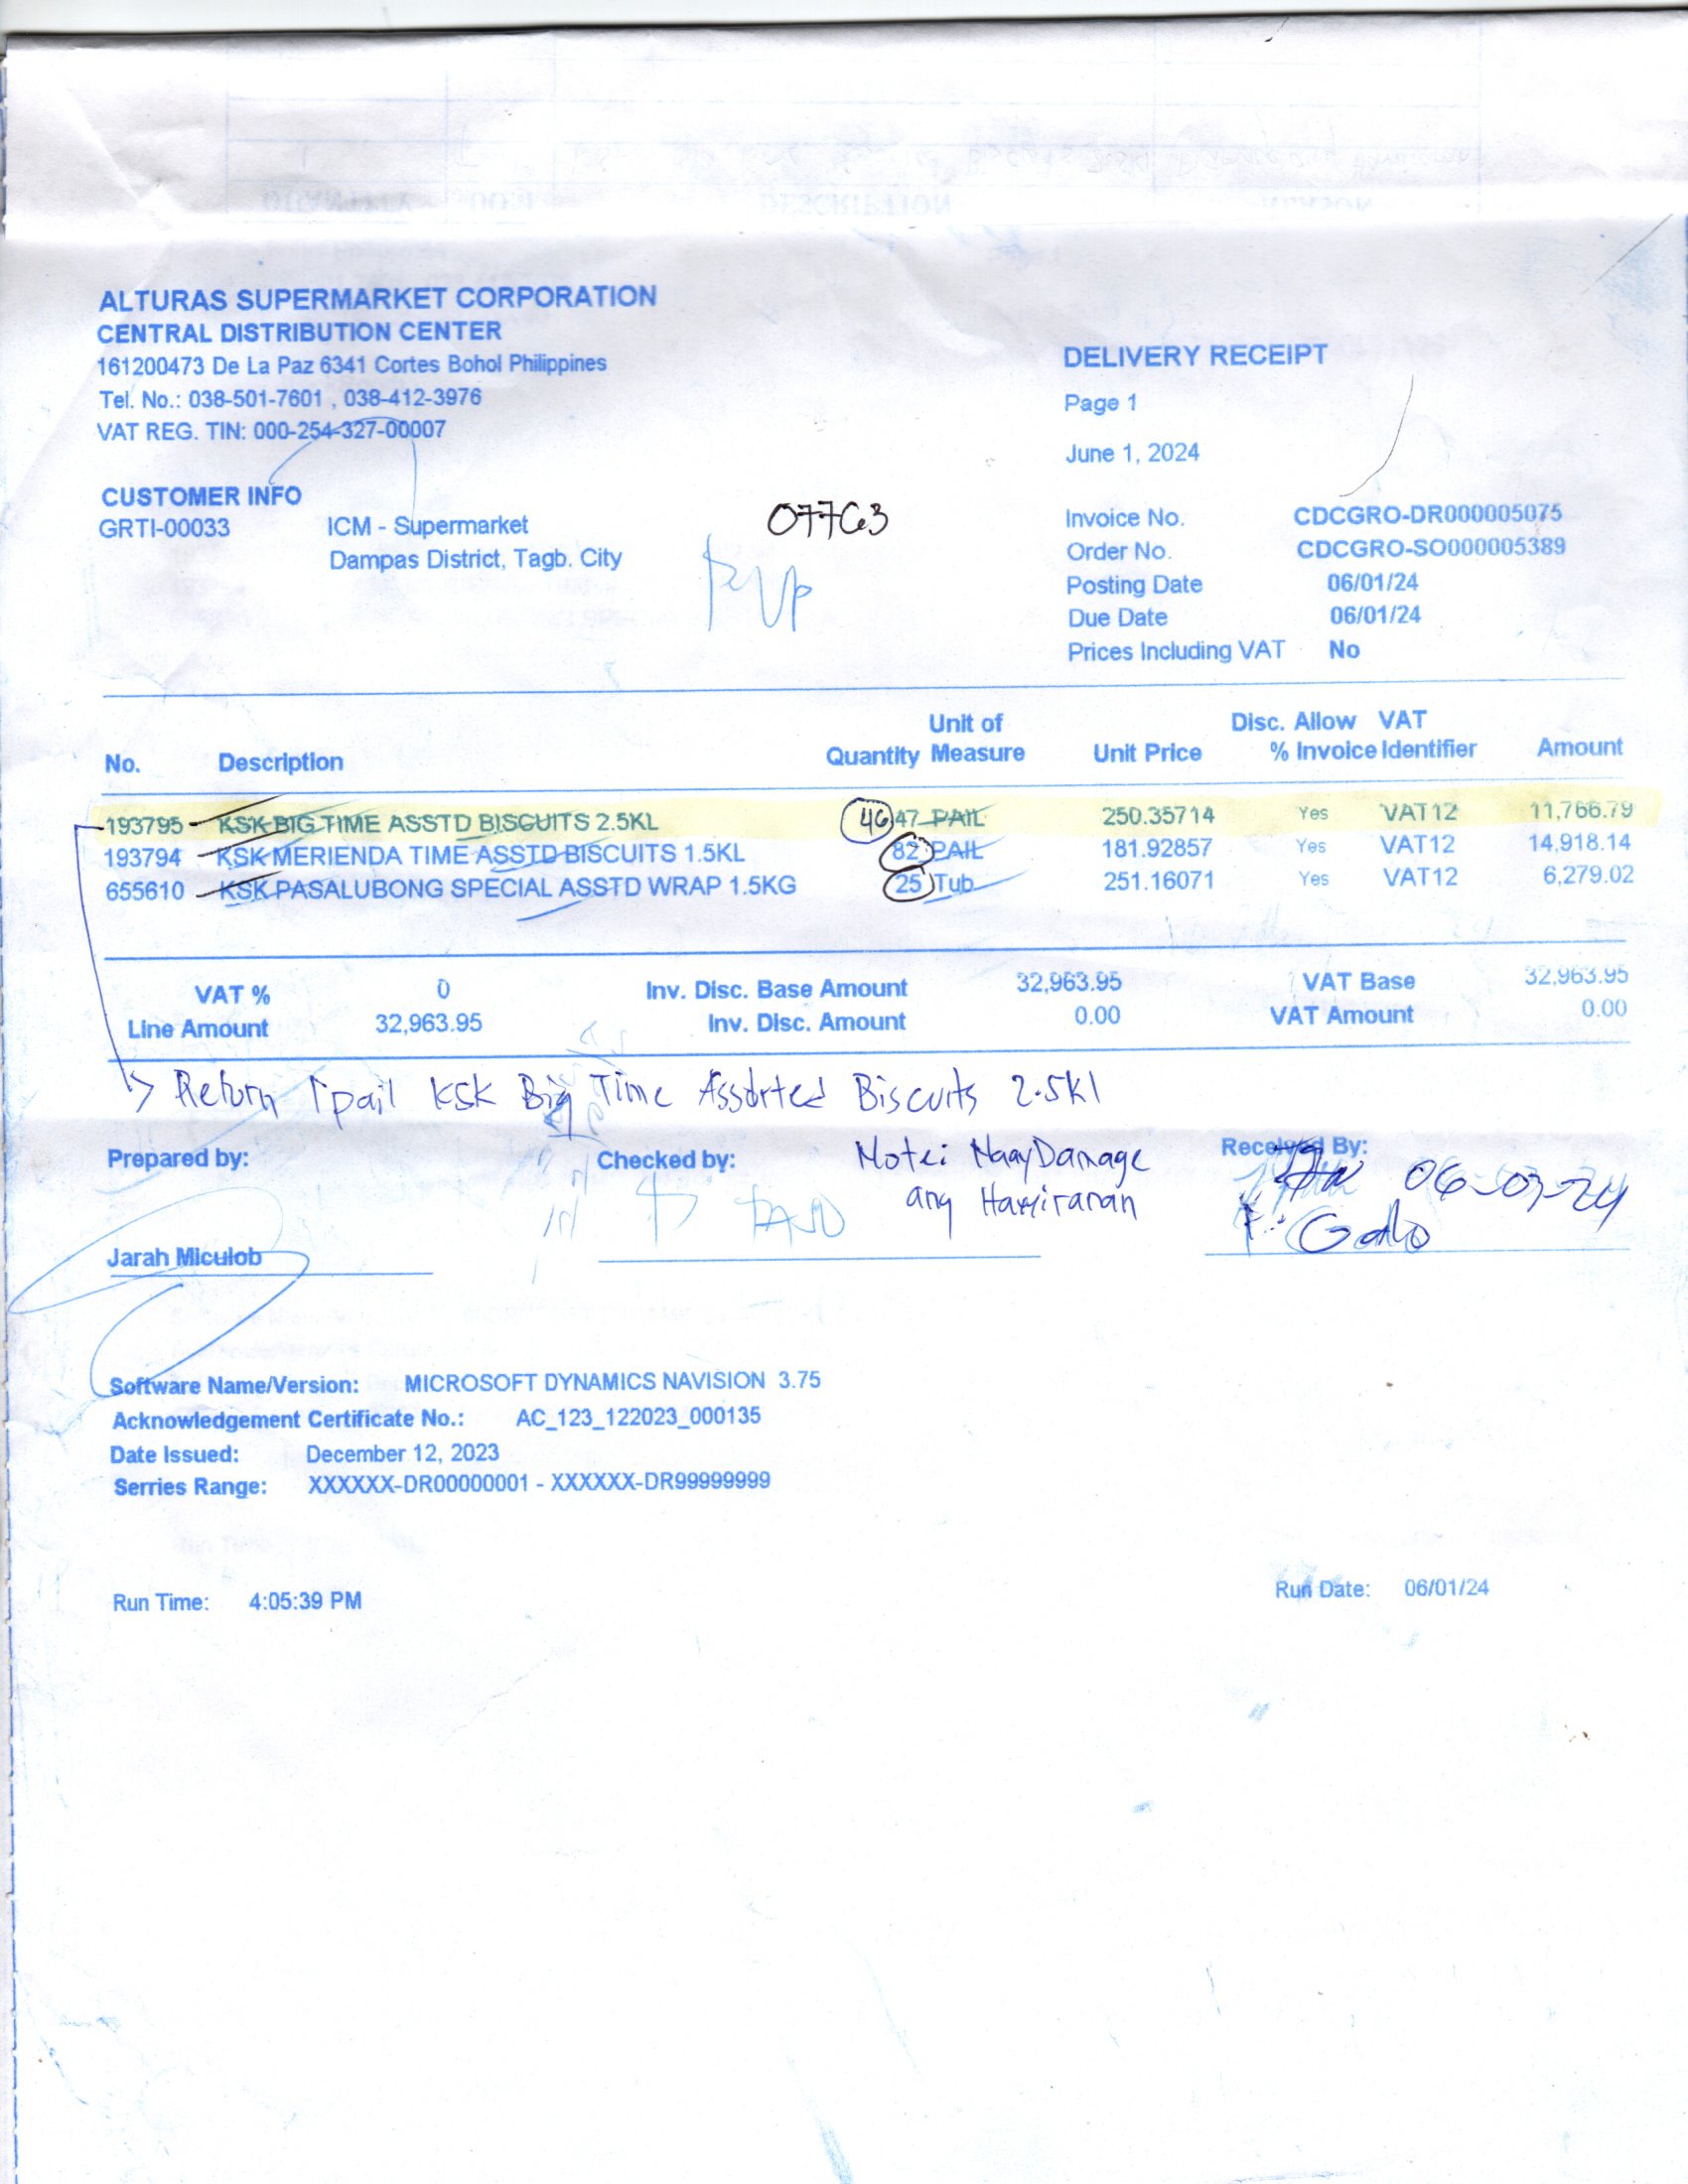 ALTURAS SUPERMARKET CORPORATION
CENTRAL DISTRIBUTION CENTER
161200473 De La Paz 6341 Cortes Bohol Philippines
Tel. No.: 038-501-7601 , 038-412-3976
VAT REG. TIN: 000-254-327-00007
DELIVERY RECEIPT
Page 1
June 1, 2024
CUSTOMER INFO
GRTI-00033 ICM - Supermarket
Dampas District, Tagb. City
Invoice No. CDCGRO-DR000005075
Order No. CDCGRO-SO000005389
Posting Date 06/01/24
Due Date 06/01/24
Prices Including VAT No
No. Description Quantity Unit of Measure Unit Price Disc. % Allow Invoice VAT Identifier Amount
193795 KSK BIG TIME ASSTD BISCUITS 2.5KL 46 47 PAIL 250.35714 Yes VAT12 11,766.79
193794 KSK MERIENDA TIME ASSTD BISCUITS 1.5KL 82 PAIL 181.92857 Yes VAT12 14,918.14
655610 KSK PASALUBONG SPECIAL ASSTD WRAP 1.5KG 25 Tub 251.16071 Yes VAT12 6,279.02
VAT % 0 Inv. Disc. Base Amount 32,963.95 VAT Base 32,963.95
Line Amount 32,963.95 Inv. Disc. Amount 0.00 VAT Amount 0.00
Return 1 pail KSK Big Time Assorted Biscuits 2.5Kl
Prepared by: Checked by: Received By:
Damage
ang
06-03-24
Jarah Miculob
Software Name/Version: MICROSOFT DYNAMICS NAVISION 3.75
Acknowledgement Certificate No.: AC_123_122023_000135
Date Issued: December 12, 2023
Serries Range: XXXXXX-DR00000001 - XXXXXX-DR99999999
Run Time: 4:05:39 PM Run Date: 06/01/24